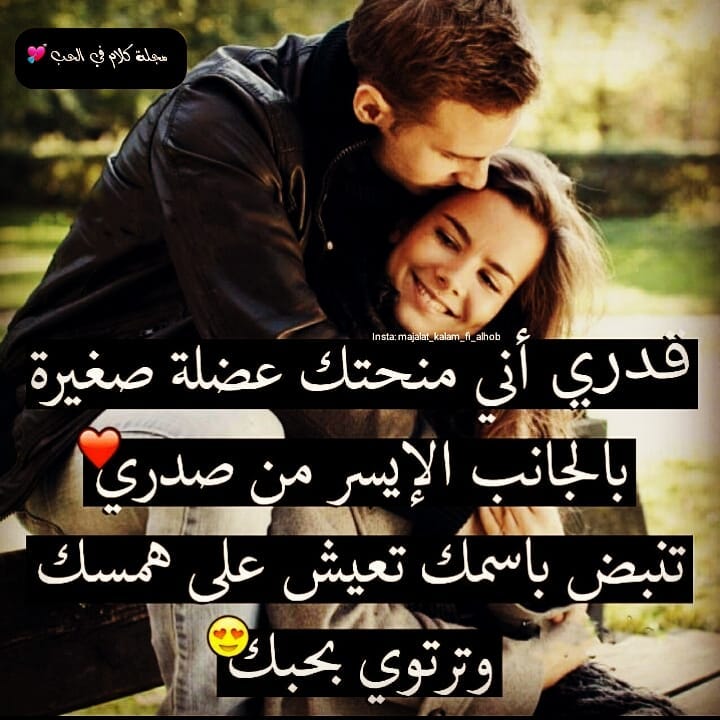 مجلة كلام في الحب 💘
Insta: majalat_kalam_fi_alhob
قدري أني منحتك عضلة صغيرة
بالجانب الإيسر من صدري❤️
تنبض باسمك تعيش على همسك
وترتوي بحبك😍